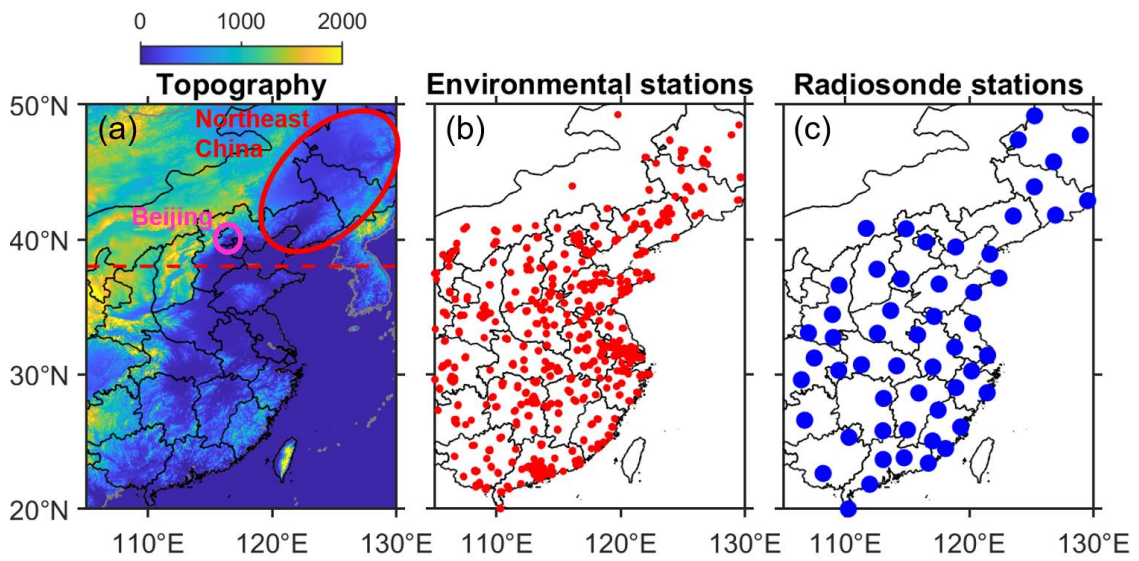 0 1000 2000
Topography
Environmental stations
Radiosonde stations
50°N
40°N
30°N
20°N
(a)
Northeast
China
Beijing
(b)
(c)
110°E 120°E 130°E
110°E 120°E 130°E
110°E 120°E 130°E